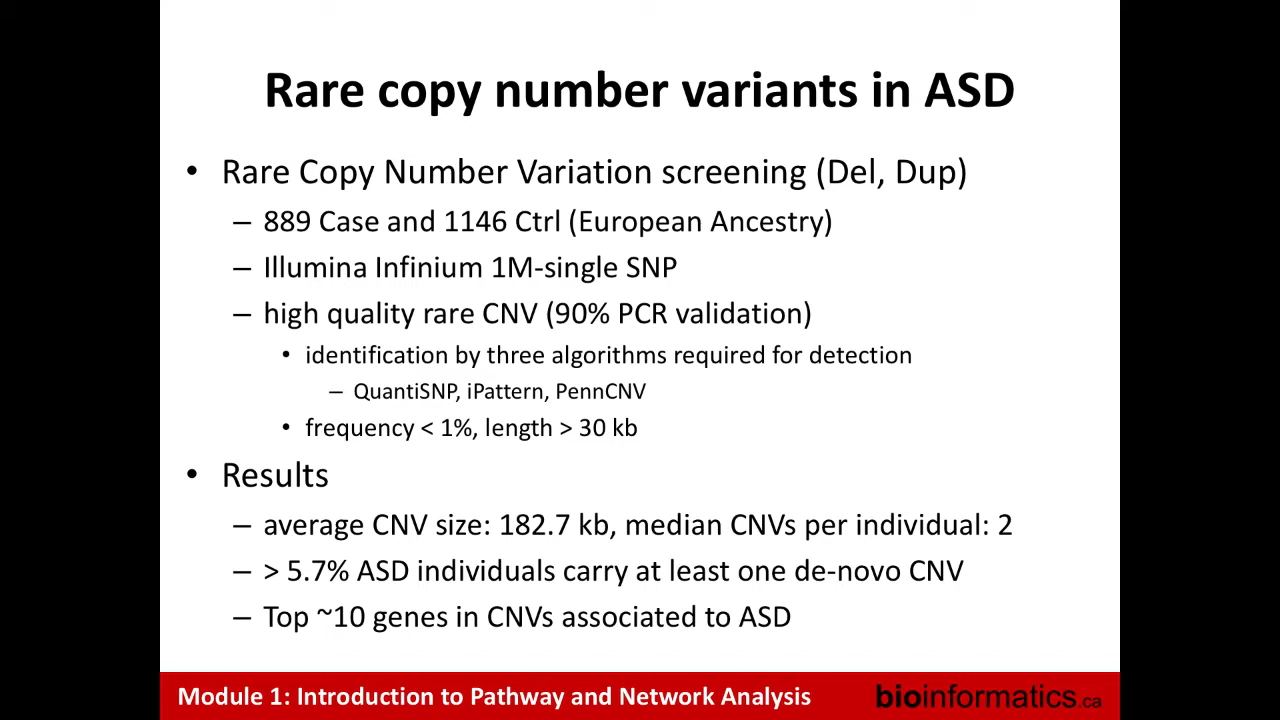 Rare copy number variants in ASD
• Rare Copy Number Variation screening (Del, Dup)
– 889 Case and 1146 Ctrl (European Ancestry)
– Illumina Infinium 1M-single SNP
– high quality rare CNV (90% PCR validation)
• identification by three algorithms required for detection
– QuantiSNP, iPattern, PennCNV
• frequency < 1%, length > 30 kb
• Results
– average CNV size: 182.7 kb, median CNVs per individual: 2
– > 5.7% ASD individuals carry at least one de-novo CNV
– Top ~10 genes in CNVs associated to ASD
Module 1: Introduction to Pathway and Network Analysis
bioinformatics.ca